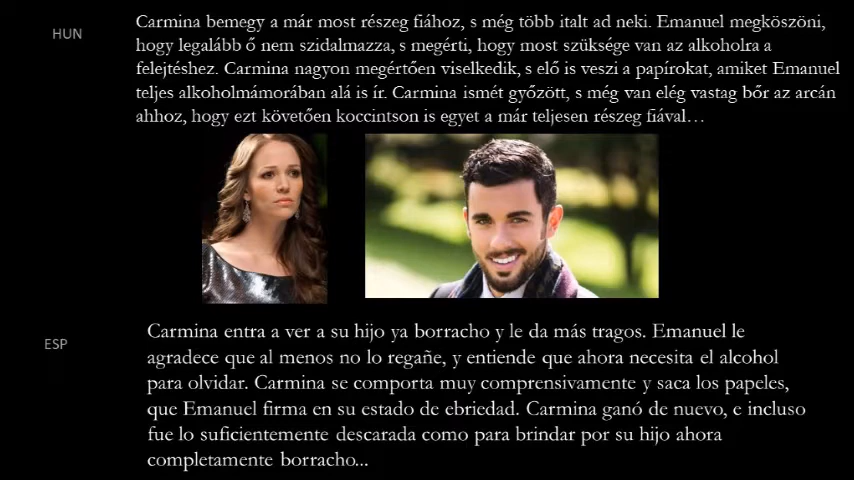 HUN
Carmina bemegy a már most részeg fiához, s még több italt ad neki. Emanuel megköszöni,
hogy legalább ő nem szidalmazza, s megérti, hogy most szüksége van az alkoholra a
felejtéshez. Carmina nagyon megértően viselkedik, s elő is veszi a papírokat, amiket Emanuel
teljes alkoholmámorában alá is ír. Carmina ismét győzött, s még van elég vastag bőr az arcán
ahhoz, hogy ezt követően koccintson is egyet a már teljesen részeg fiával…
ESP
Carmina entra a ver a su hijo ya borracho y le da más tragos. Emanuel le
agradece que al menos no lo regañe, y entiende que ahora necesita el alcohol
para olvidar. Carmina se comporta muy comprensivamente y saca los papeles,
que Emanuel firma en su estado de ebriedad. Carmina ganó de nuevo, e incluso
fue lo suficientemente descarada como para brindar por su hijo ahora
completamente borracho...